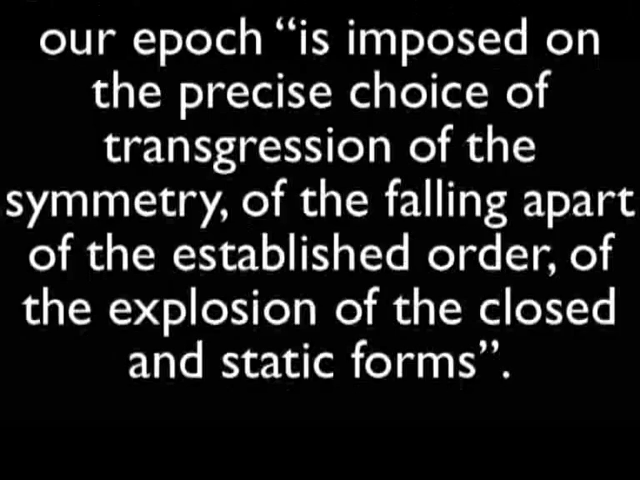 our epoch “is imposed on
the precise choice of
transgression of the
symmetry, of the falling apart
of the established order, of
the explosion of the closed
and static forms”.